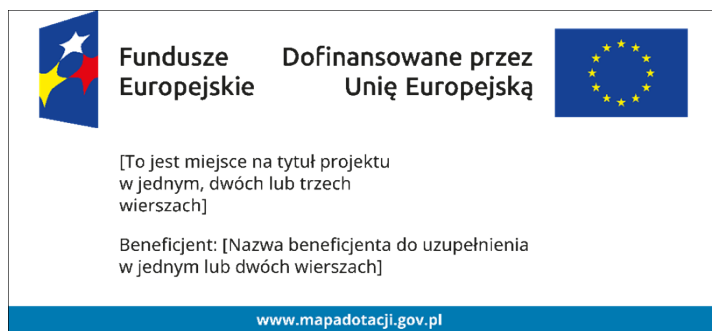 Fundusze
Europejskie
Dofinansowane przez
Unię Europejską
[To jest miejsce na tytuł projektu
w jednym, dwóch lub trzech
wierszach]
Beneficjent: [Nazwa beneficjenta do uzupełnienia
w jednym lub dwóch wierszach]
www.mapadotacji.gov.pl